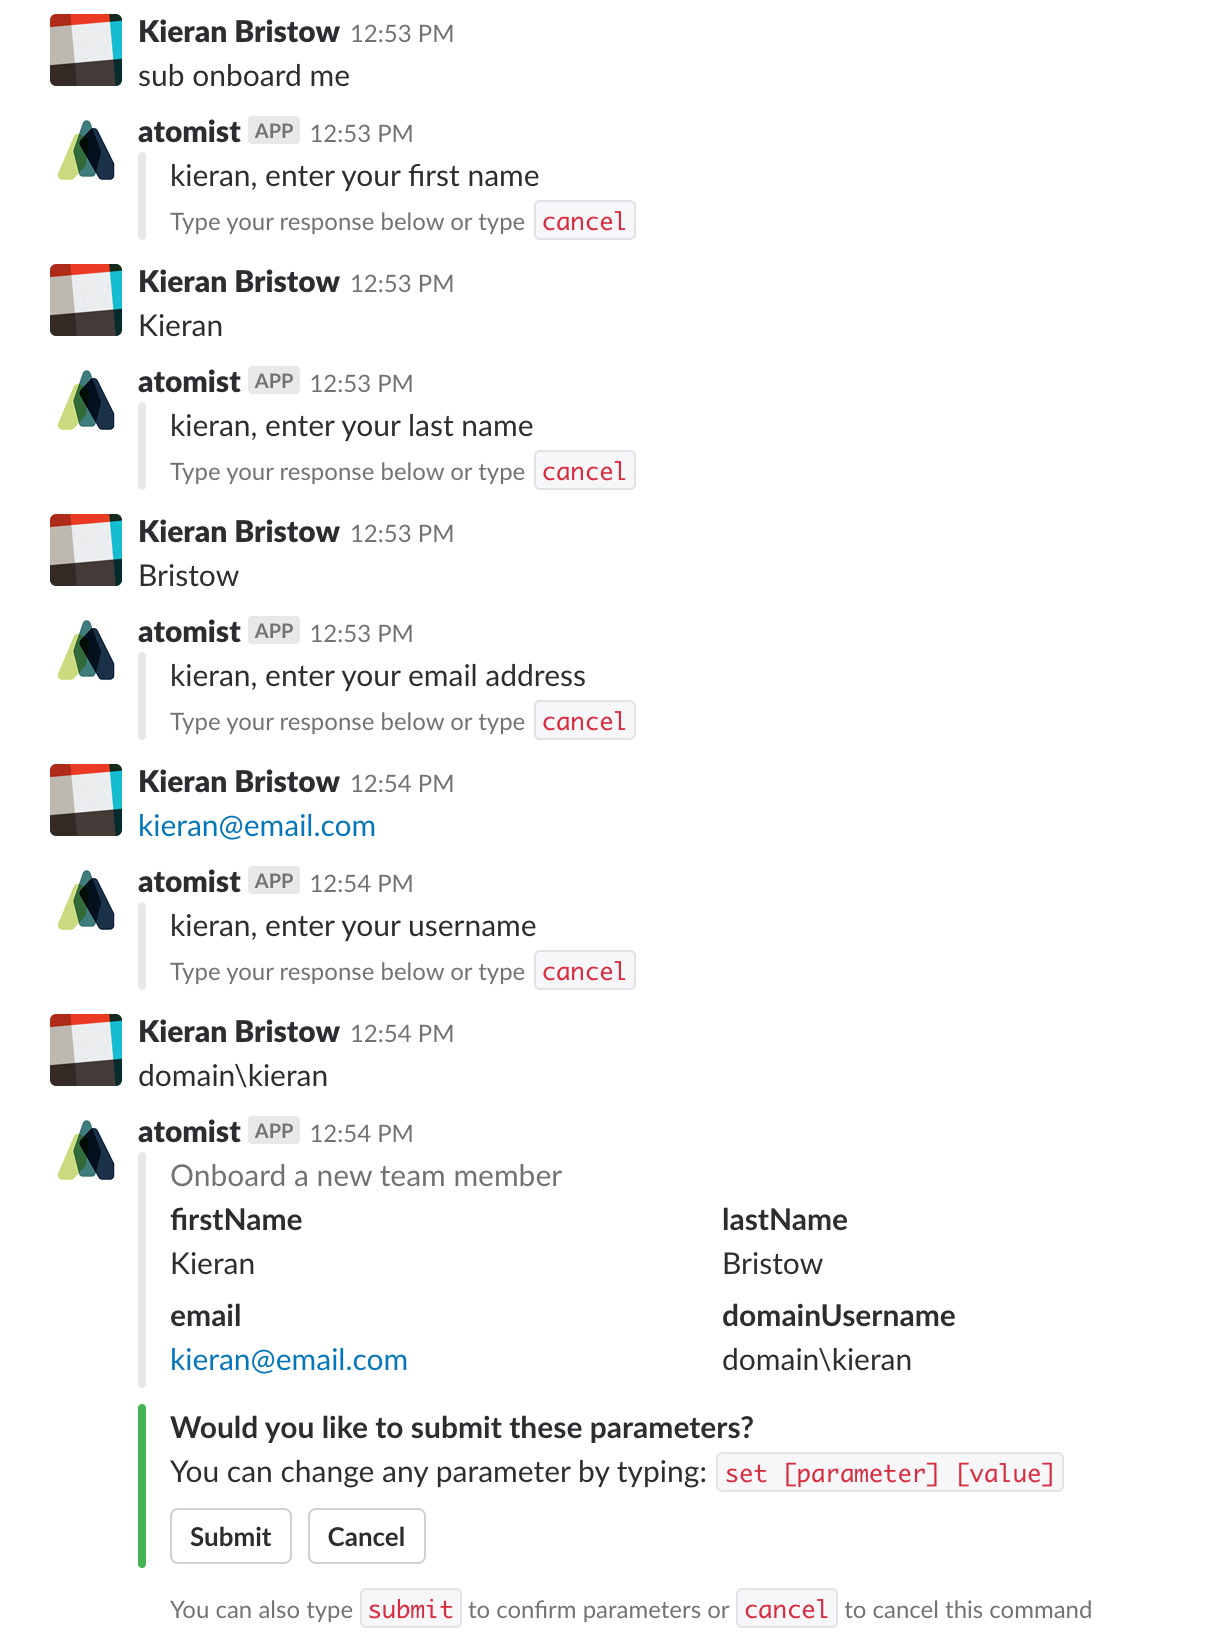 Kieran Bristow 12:53 PM
sub onboard me
atomist APP 12:53 PM
kieran, enter your first name
Type your response below or type cancel
Kieran Bristow 12:53 PM
Kieran
atomist APP 12:53 PM
kieran, enter your last name
Type your response below or type cancel
Kieran Bristow 12:53 PM
Bristow
atomist APP 12:53 PM
kieran, enter your email address
Type your response below or type cancel
Kieran Bristow 12:54 PM
kieran@email.com
atomist APP 12:54 PM
kieran, enter your username
Type your response below or type cancel
Kieran Bristow 12:54 PM
domain\kieran
atomist APP 12:54 PM
Onboard a new team member
firstName lastName
Kieran Bristow
email domainUsername
kieran@email.com domain\kieran
Would you like to submit these parameters?
You can change any parameter by typing: set [parameter] [value]
Submit Cancel
You can also type submit to confirm parameters or cancel to cancel this command